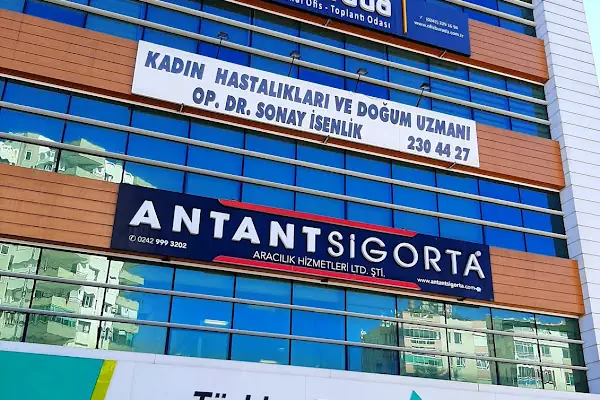 Ofis - Toplantı Odası
KADIN HASTALIKLARI VE DOĞUM UZMANI
OP. DR. SONAY İSENLİK 230 44 27
ANTANTSİGORTA
0242 999 3202
ARACILIK HİZMETLERİ LTD. ŞTİ.
www.antantsigorta.com